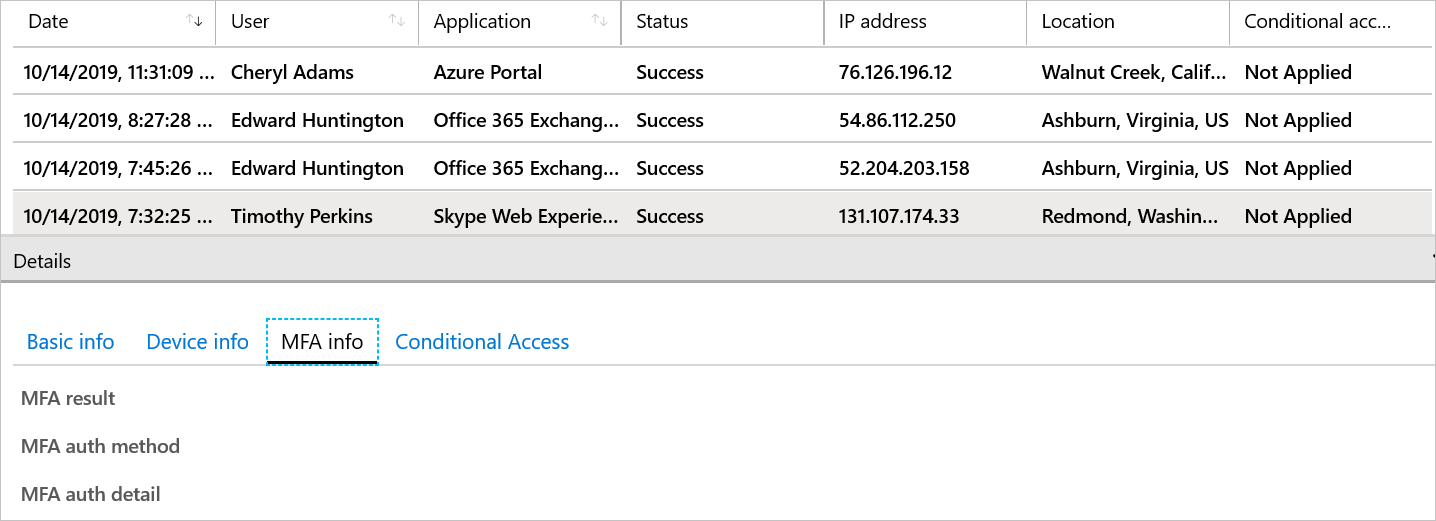 Date User Application Status IP address Location Conditional acc...
10/14/2019, 11:31:09 ... Cheryl Adams Azure Portal Success 76.126.196.12 Walnut Creek, Calif... Not Applied
10/14/2019, 8:27:28 ... Edward Huntington Office 365 Exchang... Success 54.86.112.250 Ashburn, Virginia, US Not Applied
10/14/2019, 7:45:26 ... Edward Huntington Office 365 Exchang... Success 52.204.203.158 Ashburn, Virginia, US Not Applied
10/14/2019, 7:32:25 ... Timothy Perkins Skype Web Experie... Success 131.107.174.33 Redmond, Washin... Not Applied
Details
Basic info Device info MFA info Conditional Access
MFA result
MFA auth method
MFA auth detail